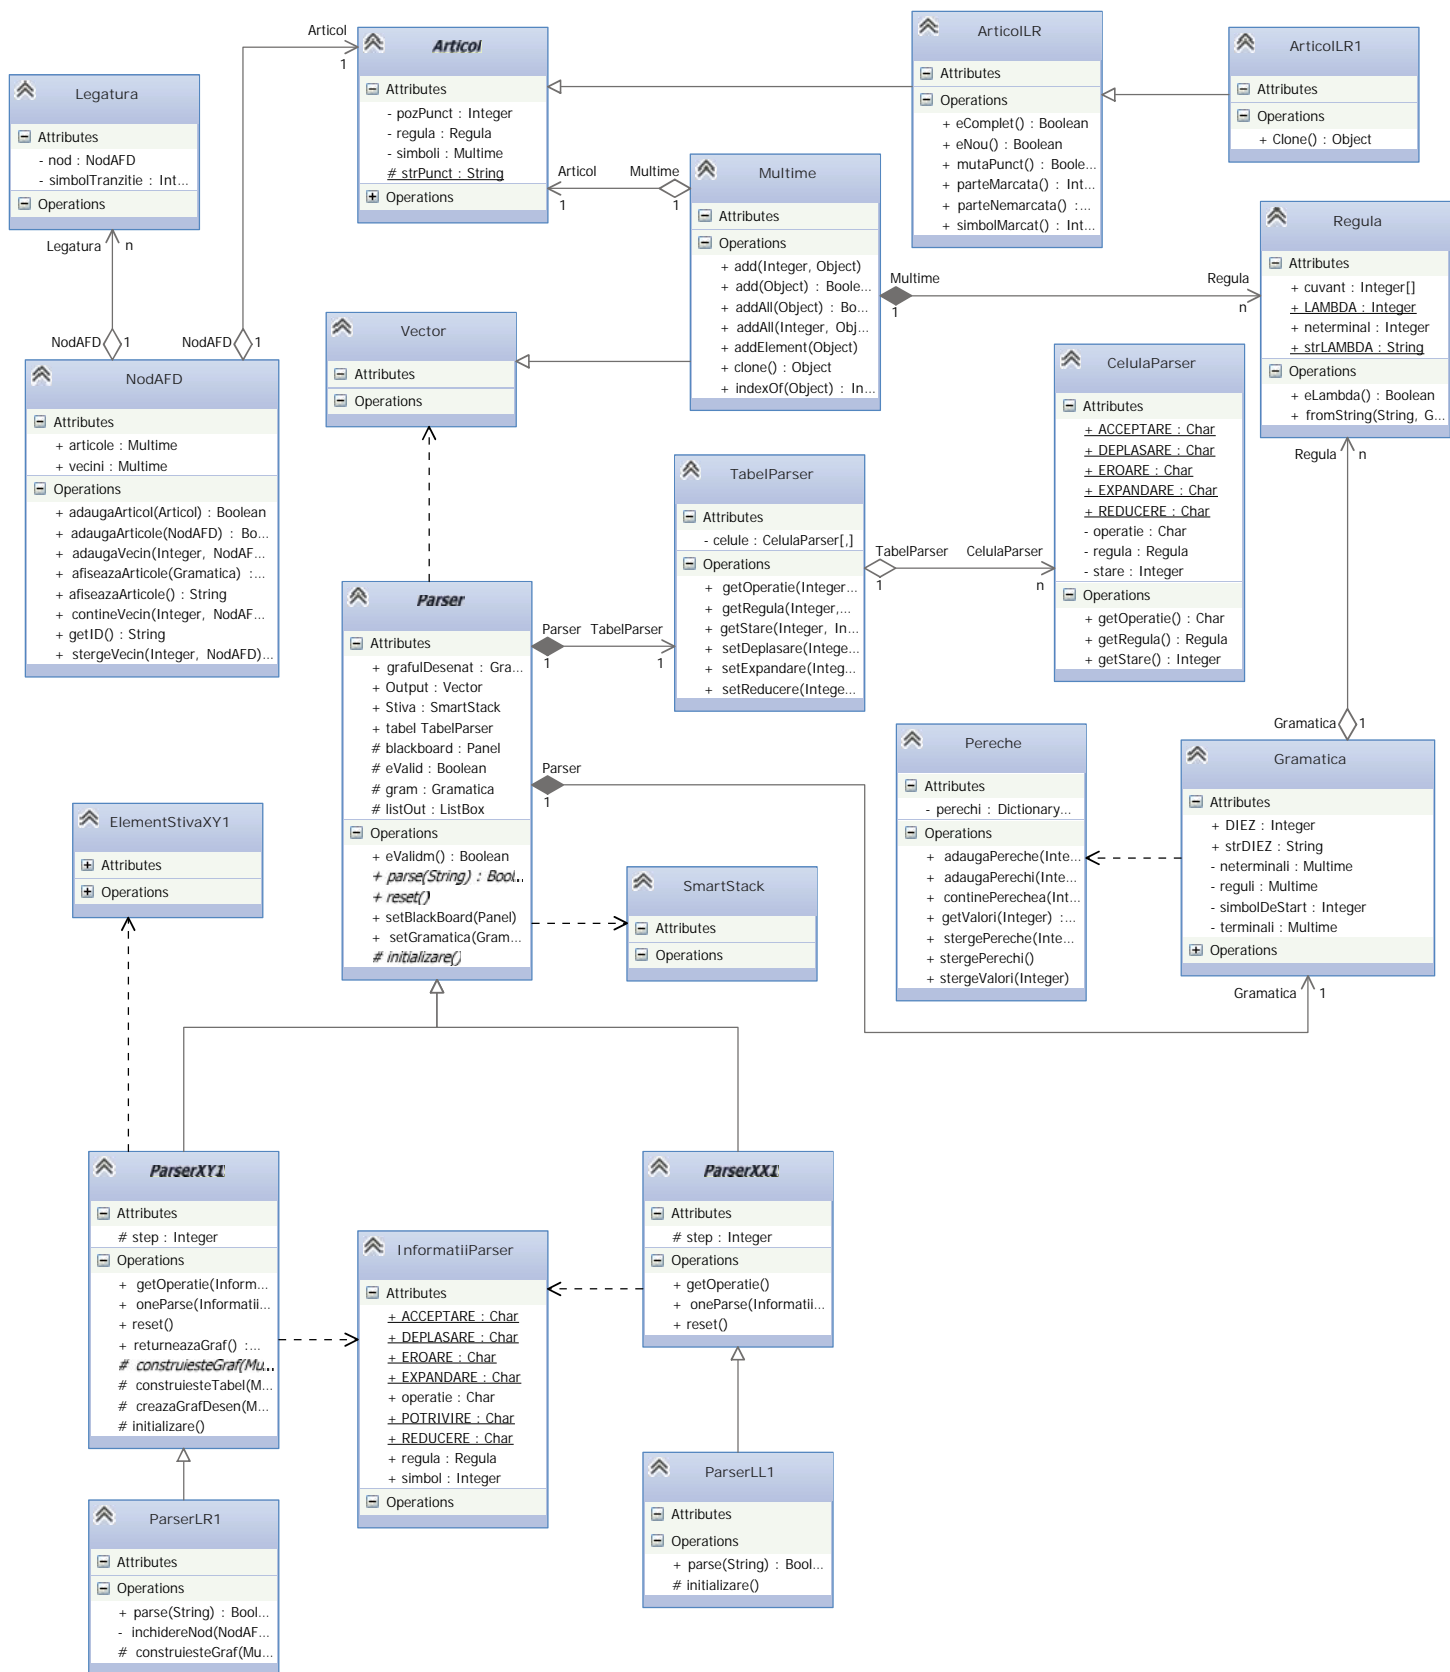 Articol
1
Articol
Attributes
- pozPunct : Integer
- regula : Regula
- simboli : Multime
# strPunct : String
Operations
ArticolLR
Attributes
Operations
+ eComplet() : Boolean
+ eNou() : Boolean
+ mutaPunct() : Boole...
+ parteMarcata() : Int...
+ parteNemarcata() :...
+ simbolMarcat() : Int...
ArticolLR1
Attributes
Operations
+ Clone() : Object
Legatura
Attributes
- nod : NodAFD
- simbolTranzitie : Int...
Operations
Legatura
n
NodAFD
1
NodAFD
1
Articol
1
Multime
1
Multime
Attributes
Operations
+ add(Integer, Object)
+ add(Object) : Boole...
+ addAll(Object) : Bo...
+ addAll(Integer, Obj...
+ addElement(Object)
+ clone() : Object
+ indexOf(Object) : In...
Multime
1
Regula
n
Regula
Attributes
+ cuvant : Integer[]
+ LAMBDA : Integer
+ neterminal : Integer
+ strLAMBDA : String
Operations
+ eLambda() : Boolean
+ fromString(String, G...
Regula
n
Vector
Attributes
Operations
NodAFD
Attributes
+ articole : Multime
+ vecini : Multime
Operations
+ adaugaArticol(Articol) : Boolean
+ adaugaArticole(NodAFD) : Bo...
+ adaugaVecin(Integer, NodAF...
+ afiseazaArticole(Gramatica) :...
+ afiseazaArticole() : String
+ contineVecin(Integer, NodAF...
+ getID() : String
+ stergeVecin(Integer, NodAFD)...
CelulaParser
Attributes
+ ACCEPTARE : Char
+ DEPLASARE : Char
+ EROARE : Char
+ EXPANDARE : Char
+ REDUCERE : Char
- operatie : Char
- regula : Regula
- stare : Integer
Operations
+ getOperatie() : Char
+ getRegula() : Regula
+ getStare() : Integer
TabelParser
Attributes
- celule : CelulaParser[,]
Operations
+ getOperatie(Integer...
+ getRegula(Integer,...
+ getStare(Integer, In...
+ setDeplasare(Intege...
+ setExpandare(Integ...
+ setReducere(Intege...
TabelParser
1
CelulaParser
n
Parser
Attributes
+ grafulDesenat : Gra...
+ Output : Vector
+ Stiva : SmartStack
+ tabel TabelParser
# blackboard : Panel
# eValid : Boolean
# gram : Gramatica
# listOut : ListBox
Operations
+ eValidm() : Boolean
+ parse(String) : Bool...
+ reset()
+ setBlackBoard(Panel)
+ setGramatica(Gram...
# initializare()
Parser
1
TabelParser
1
Parser
1
Gramatica
1
Pereche
Attributes
- perechi : Dictionary...
Operations
+ adaugaPereche(Inte...
+ adaugaPerechi(Inte...
+ continePerechea(Int...
+ getValori(Integer) :...
+ stergePereche(Inte...
+ stergePerechi()
+ stergeValori(Integer)
Gramatica
Attributes
+ DIEZ : Integer
+ strDIEZ : String
- neterminali : Multime
- reguli : Multime
- simbolDeStart : Integer
- terminali : Multime
Operations
Gramatica
1
ElementStivaXY1
Attributes
Operations
SmartStack
Attributes
Operations
ParserXY1
Attributes
# step : Integer
Operations
+ getOperatie(Inform...
+ oneParse(Informatii...
+ reset()
+ returneazaGraf() :...
# construiesteGraf(Mu...
# construiesteTabel(M...
# creazaGrafDesen(M...
# initializare()
ParserXX1
Attributes
# step : Integer
Operations
+ getOperatie()
+ oneParse(Informatii...
+ reset()
InformatiiParser
Attributes
+ ACCEPTARE : Char
+ DEPLASARE : Char
+ EROARE : Char
+ EXPANDARE : Char
+ operatie : Char
+ POTRIVIRE : Char
+ REDUCERE : Char
+ regula : Regula
+ simbol : Integer
Operations
ParserLR1
Attributes
Operations
+ parse(String) : Bool...
- inchidereNod(NodAF...
# construiesteGraf(Mu...
ParserLL1
Attributes
Operations
+ parse(String) : Bool...
# initializare()